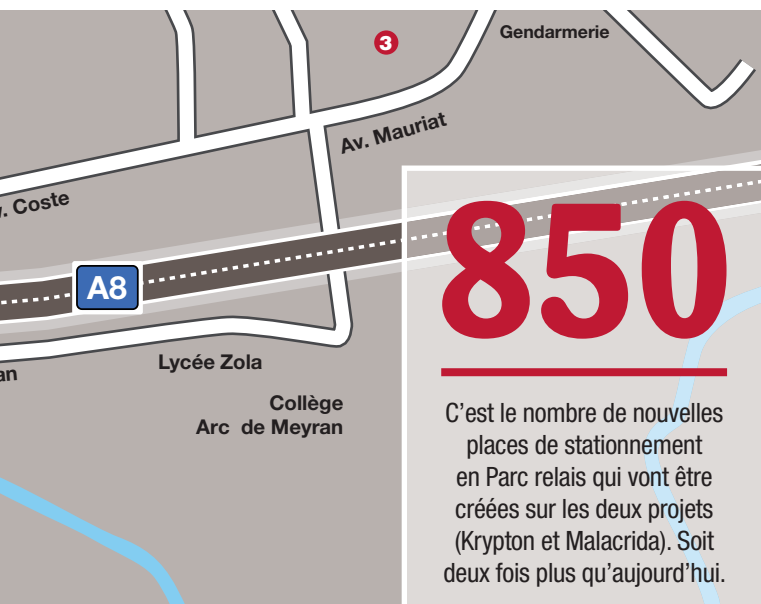 Gendarmerie
3
Av. Mauriat
Coste
850
A8
C'est le nombre de nouvelles
places de stationnement
en Parc relais qui vont être
créées sur les deux projets
(Krypton et Malacrida). Soit
deux fois plus qu'aujourd'hui.
Lycée Zola
Collège
Arc de Meyran